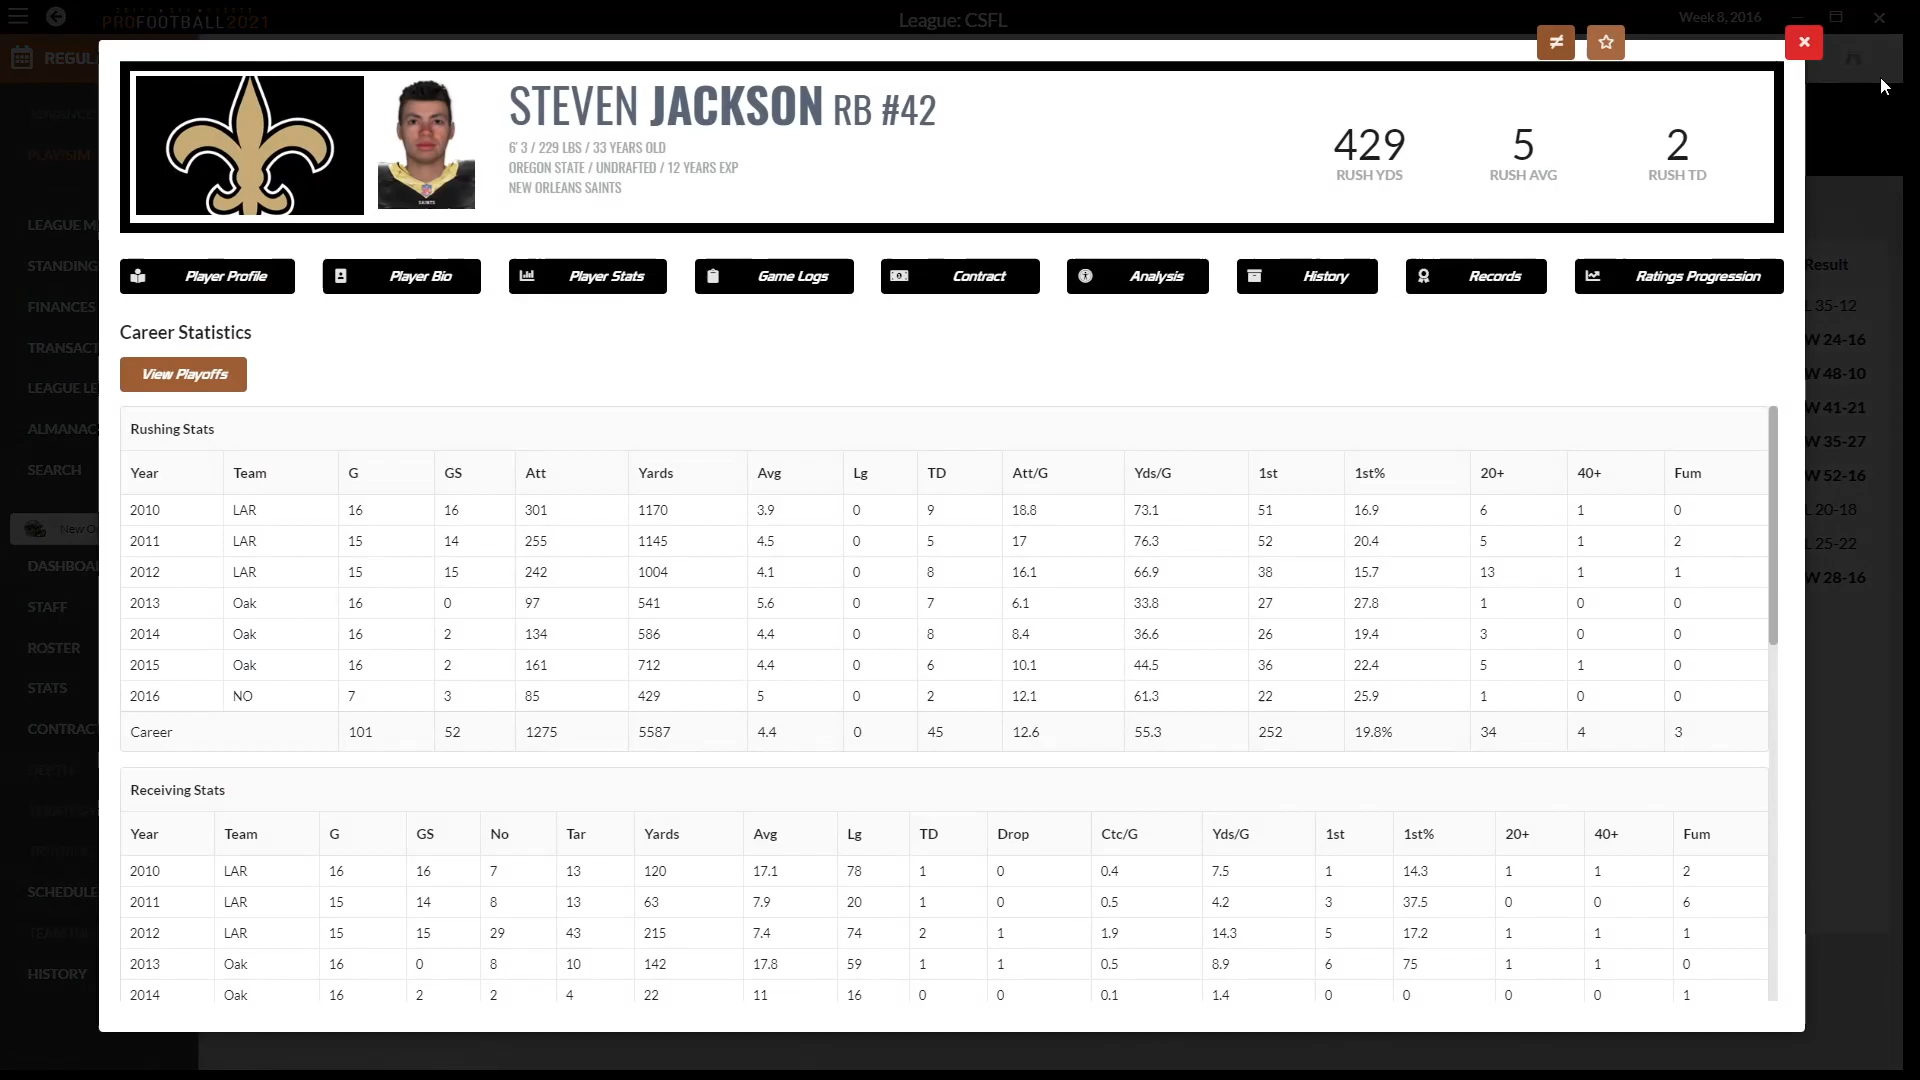 PROFOOTBALL2021
League: CSFL
Week 8, 2016
REGUL
ADVANCE
PLAY/SIM
LEAGUE M
STANDING
FINANCES
TRANSACT
LEAGUE LE
ALMANAC
SEARCH
New O
DASHBOA
STAFF
ROSTER
STATS
CONTRACT
DEPTH
STRATEGY
SCHEDULE
HISTORY
STEVEN JACKSON RB #42
6' 3 / 229 LBS / 33 YEARS OLD
OREGON STATE / UNDRAFTED / 12 YEARS EXP
NEW ORLEANS SAINTS
SAINTS
429 5 2
RUSH YDS RUSH AVG RUSH TD
Player Profile Player Bio Player Stats Game Logs Contract Analysis History Records Ratings Progression
Career Statistics
View Playoffs
Rushing Stats
Year Team G GS Att Yards Avg Lg TD Att/G Yds/G 1st 1st% 20+ 40+ Fum
2010 LAR 16 16 301 1170 3.9 0 9 18.8 73.1 51 16.9 6 1 0
2011 LAR 15 14 255 1145 4.5 0 5 17 76.3 52 20.4 5 1 2
2012 LAR 15 15 242 1004 4.1 0 8 16.1 66.9 38 15.7 13 1 1
2013 Oak 16 0 97 541 5.6 0 7 6.1 33.8 27 27.8 1 0 0
2014 Oak 16 2 134 586 4.4 0 8 8.4 36.6 26 19.4 3 0 0
2015 Oak 16 2 161 712 4.4 0 6 10.1 44.5 36 22.4 5 1 0
2016 NO 7 3 85 429 5 0 2 12.1 61.3 22 25.9 1 0 0
Career 101 52 1275 5587 4.4 0 45 12.6 55.3 252 19.8% 34 4 3
Receiving Stats
Year Team G GS No Tar Yards Avg Lg TD Drop Ctc/G Yds/G 1st 1st% 20+ 40+ Fum
2010 LAR 16 16 7 13 120 17.1 78 1 0 0.4 7.5 1 14.3 1 1 2
2011 LAR 15 14 8 13 63 7.9 20 1 0 0.5 4.2 3 37.5 0 0 6
2012 LAR 15 15 29 43 215 7.4 74 2 1 1.9 14.3 5 17.2 1 1 1
2013 Oak 16 0 8 10 142 17.8 59 1 1 0.5 8.9 6 75 1 1 0
2014 Oak 16 2 2 4 22 11 16 0 0 0.1 1.4 0 0 0 0 1
Result
L 35-12
W 24-16
W 48-10
W 41-21
W 35-27
W 52-16
L 20-18
L 25-22
W 28-16